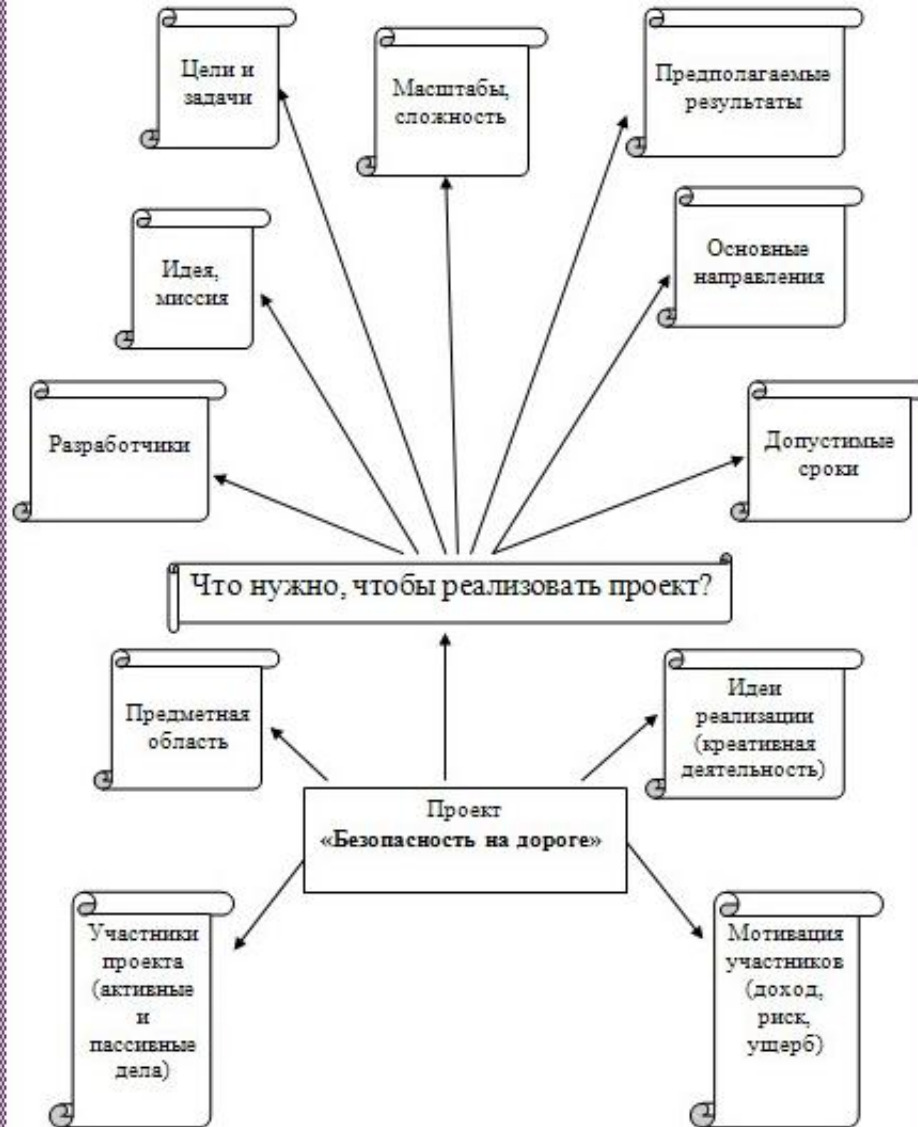 Цели и
задачи
Масштабы,
сложность
Предполагаемые
результаты
Идея,
миссия
Основные
направления
Разработчики
Допустимые
сроки
Что нужно, чтобы реализовать проект?
Предметная
область
Идеи
реализации
(креативная
деятельность)
Проект
«Безопасность на дороге»
Участники
проекта
(активные
и
пассивные
дела)
Мотивация
участников
(доход,
риск,
ущерб)